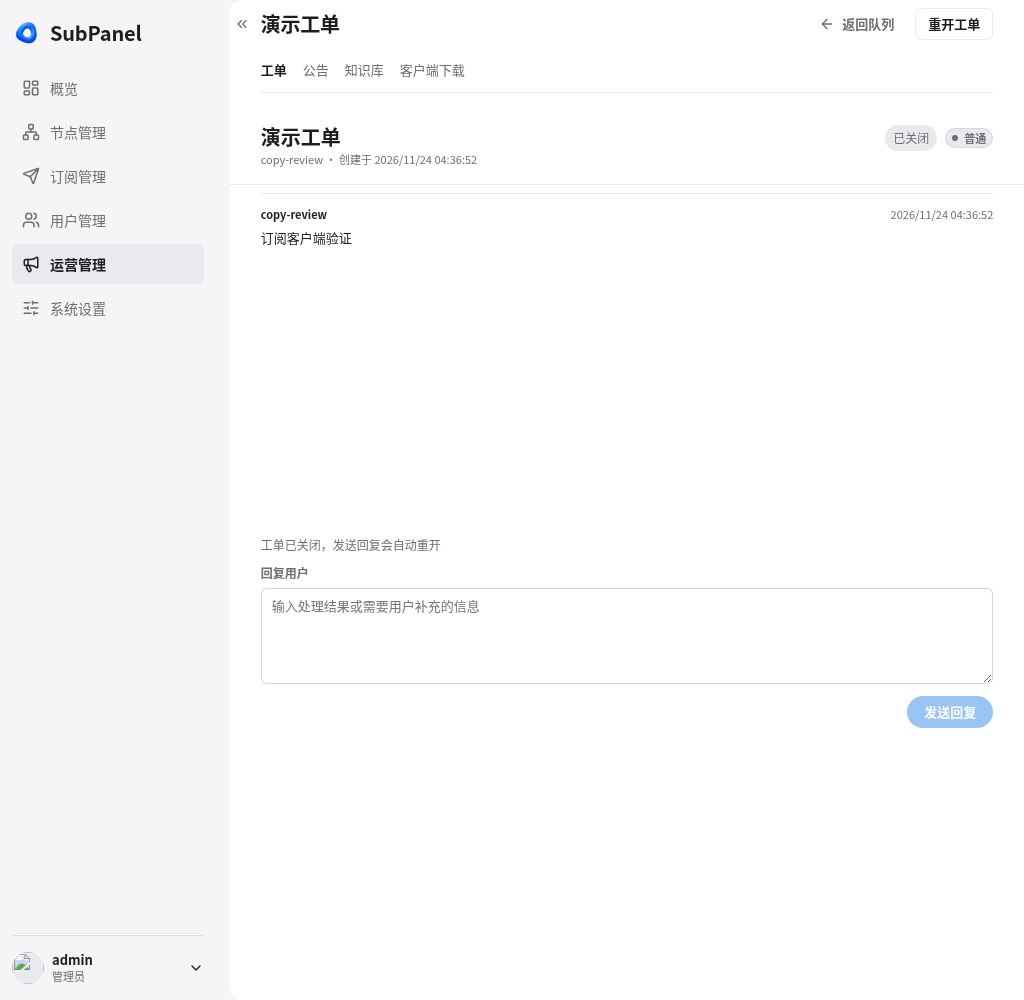 SubPanel
概览
节点管理
订阅管理
用户管理
运营管理
系统设置
admin
管理员
演示工单
返回队列
重开工单
工单 公告 知识库 客户端下载
演示工单
已关闭
普通
copy-review · 创建于 2026/11/24 04:36:52
copy-review
2026/11/24 04:36:52
订阅客户端验证
工单已关闭，发送回复会自动重开
回复用户
输入处理结果或需要用户补充的信息
发送回复